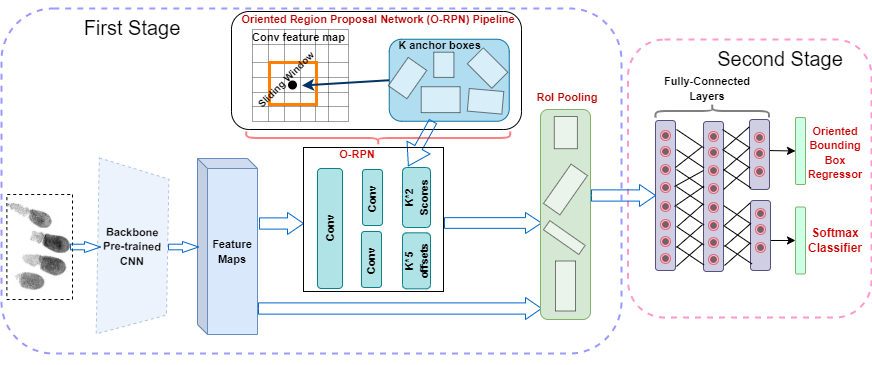 First Stage
Oriented Region Proposal Network (O-RPN) Pipeline
Conv feature map
Sliding Window
K anchor boxes
Second Stage
Fully-Connected
Layers
RoI Pooling
O-RPN
Conv
Conv
Conv
K*2
Scores
K*5
offsets
Backbone
Pre-trained
CNN
Feature
Maps
Oriented
Bounding
Box
Regressor
Softmax
Classifier